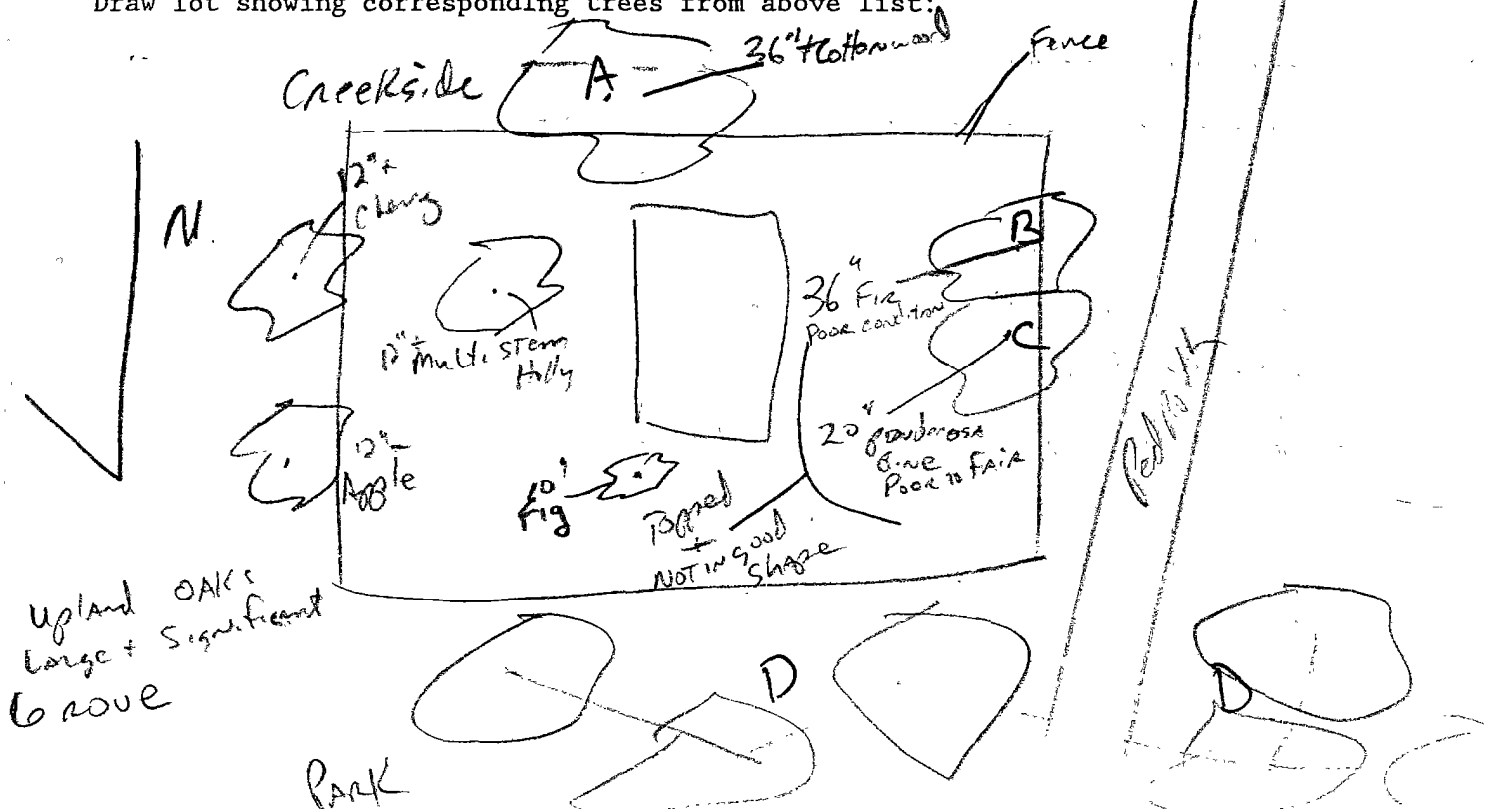 Draw lot showing corresponding trees from above list:
36"+ Cottonwood
Fence
Creekside
A.
12"+
Cherry
N.
B
36" FIR
Poor condition
12"+
Multi Stem
Holly
C
20" ponderosa
Pine
Poor to FAIR
12"-
Apple
10"
Fig
Topped
+
NOT IN good
Shape
Upland OAKs
Large + Significant
Grove
D
D
PARK